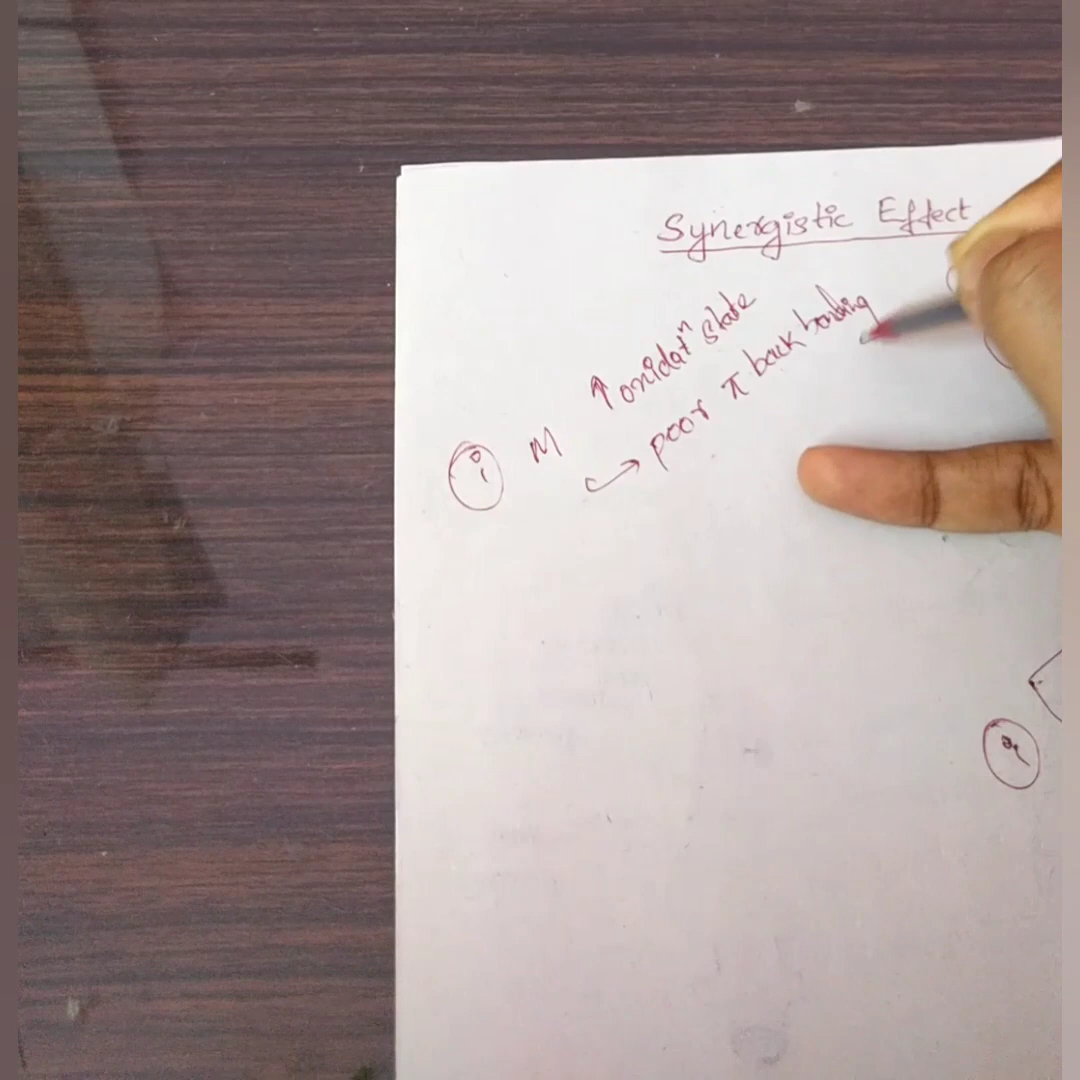 Synergistic Effect
(i) M ↑ oxidatⁿ state
↪ poor π back bonding